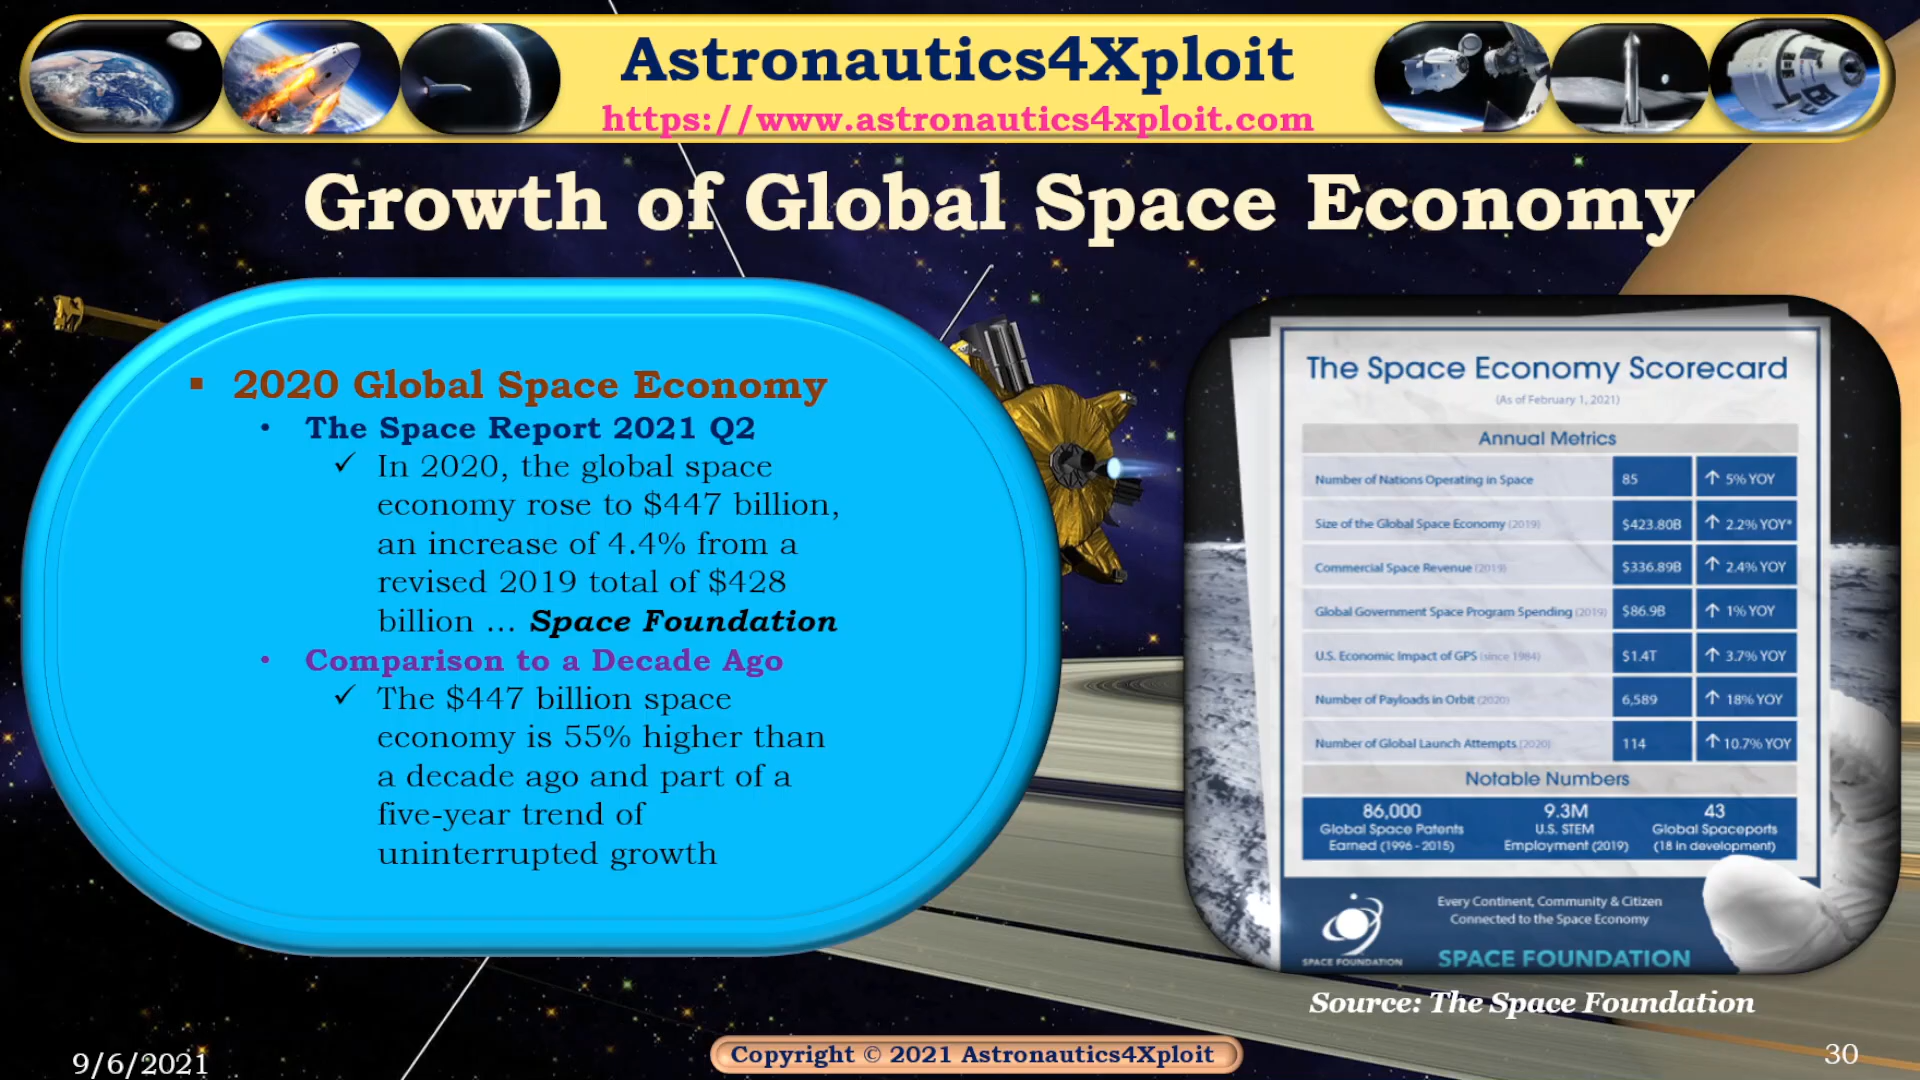 Astronautics4Xploit
https://www.astronautics4xploit.com
Growth of Global Space Economy
▪ 2020 Global Space Economy
• The Space Report 2021 Q2
✓ In 2020, the global space
economy rose to $447 billion,
an increase of 4.4% from a
revised 2019 total of $428
billion ... Space Foundation
• Comparison to a Decade Ago
✓ The $447 billion space
economy is 55% higher than
a decade ago and part of a
five-year trend of
uninterrupted growth
The Space Economy Scorecard
(As of February 1, 2021)
Annual Metrics
Number of Nations Operating in Space 85 ↑ 5% YOY
Size of the Global Space Economy (2019) $423.80B ↑ 2.2% YOY*
Commercial Space Revenue (2019) $336.89B ↑ 2.4% YOY
Global Government Space Program Spending (2019) $86.9B ↑ 1% YOY
U.S. Economic Impact of GPS (since 1984) $1.4T ↑ 3.7% YOY
Number of Payloads in Orbit (2020) 6,589 ↑ 18% YOY
Number of Global Launch Attempts (2020) 114 ↑ 10.7% YOY
Notable Numbers
86,000 9.3M 43
Global Space Patents U.S. STEM Global Spaceports
Earned (1996 - 2015) Employment (2019) (18 in development)
Every Continent, Community & Citizen
Connected to the Space Economy
SPACE FOUNDATION SPACE FOUNDATION
Source: The Space Foundation
9/6/2021
Copyright © 2021 Astronautics4Xploit
30